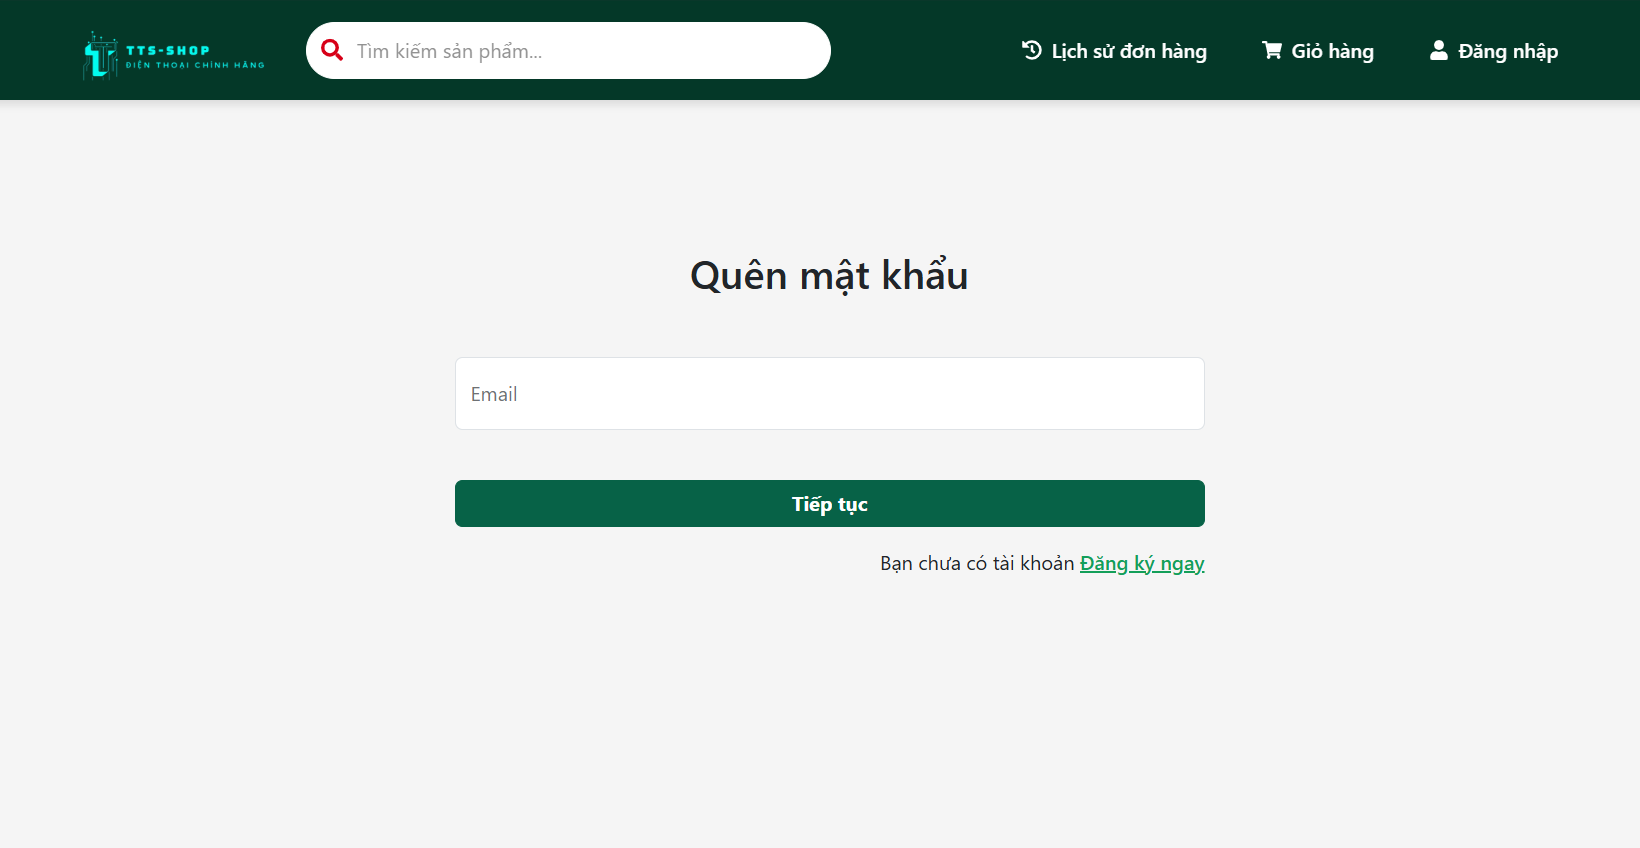 TTS-SHOP
ĐIỆN THOẠI CHÍNH HÃNG
Tìm kiếm sản phẩm...
Lịch sử đơn hàng
Giỏ hàng
Đăng nhập
Quên mật khẩu
Email
Tiếp tục
Bạn chưa có tài khoản Đăng ký ngay